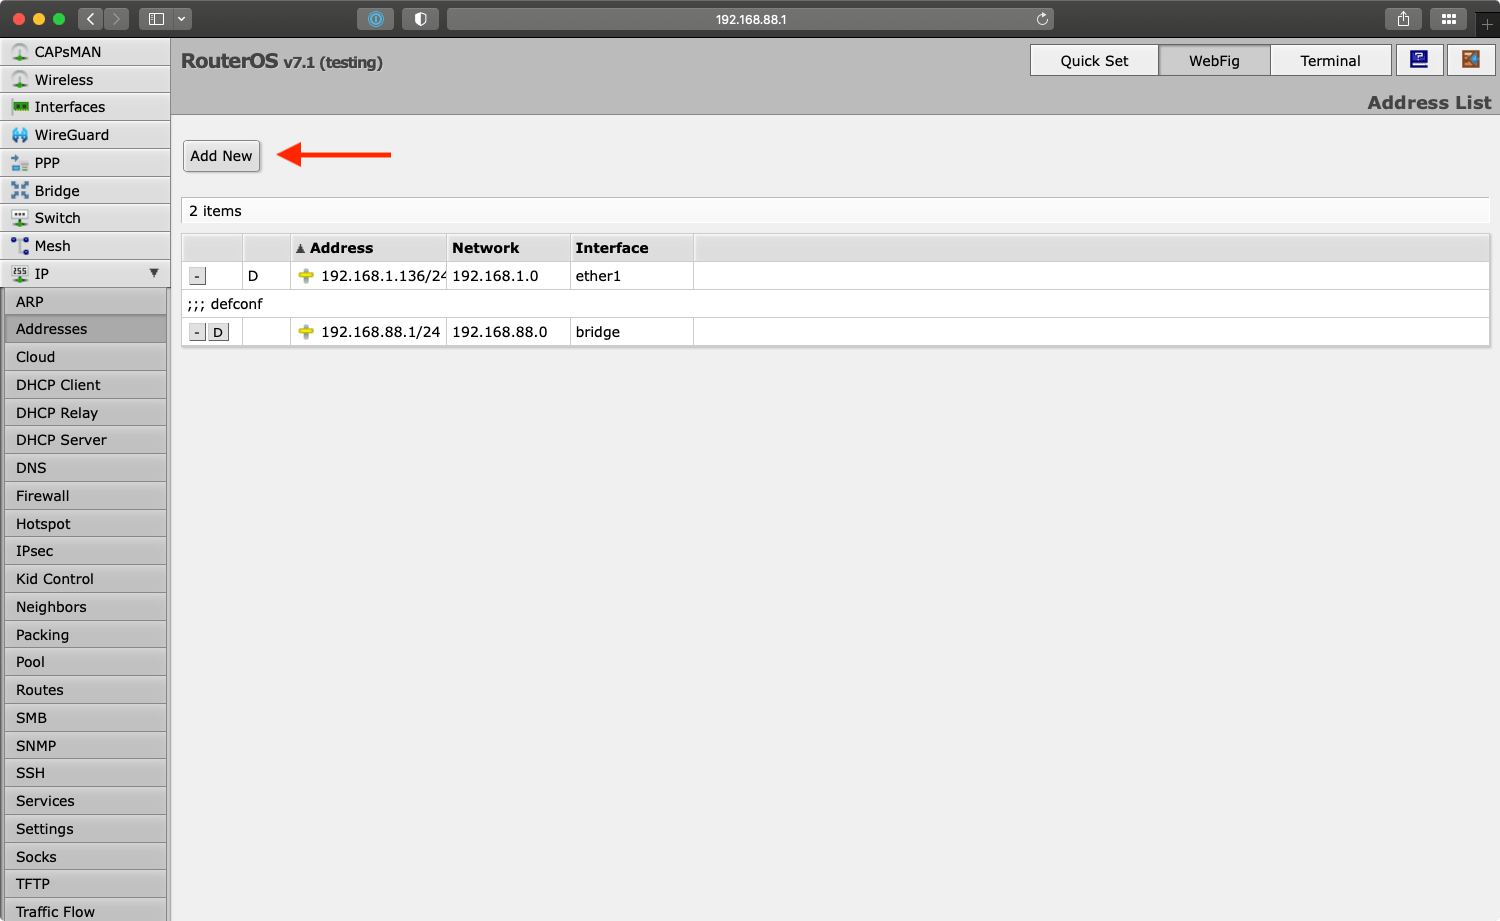 192.168.88.1
CAPsMAN
Wireless
Interfaces
WireGuard
PPP
Bridge
Switch
Mesh
255 IP
ARP
Addresses
Cloud
DHCP Client
DHCP Relay
DHCP Server
DNS
Firewall
Hotspot
IPsec
Kid Control
Neighbors
Packing
Pool
Routes
SMB
SNMP
SSH
Services
Settings
Socks
TFTP
Traffic Flow
RouterOS v7.1 (testing)
Quick Set WebFig Terminal
Address List
Add New
2 items
Address Network Interface
- D 192.168.1.136/24 192.168.1.0 ether1
;;; defconf
- D 192.168.88.1/24 192.168.88.0 bridge